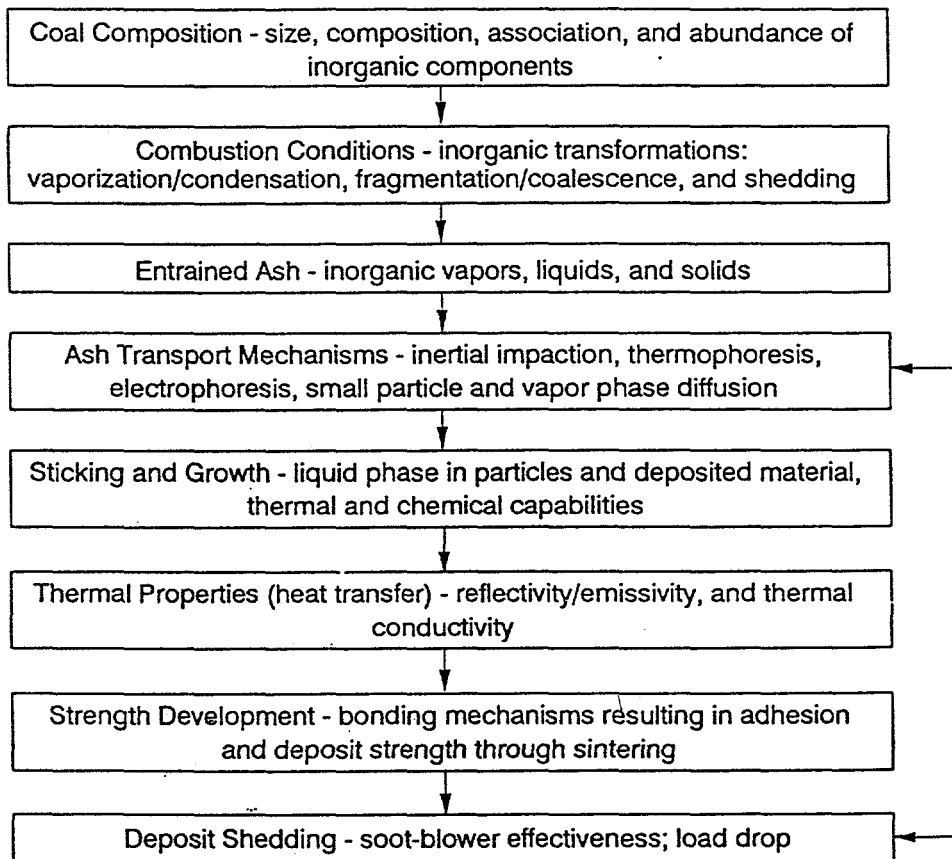 Coal Composition - size, composition, association, and abundance of
inorganic components
Combustion Conditions - inorganic transformations:
vaporization/condensation, fragmentation/coalescence, and shedding
Entrained Ash - inorganic vapors, liquids, and solids
Ash Transport Mechanisms - inertial impaction, thermophoresis,
electrophoresis, small particle and vapor phase diffusion
Sticking and Growth - liquid phase in particles and deposited material,
thermal and chemical capabilities
Thermal Properties (heat transfer) - reflectivity/emissivity, and thermal
conductivity
Strength Development - bonding mechanisms resulting in adhesion
and deposit strength through sintering
Deposit Shedding - soot-blower effectiveness; load drop